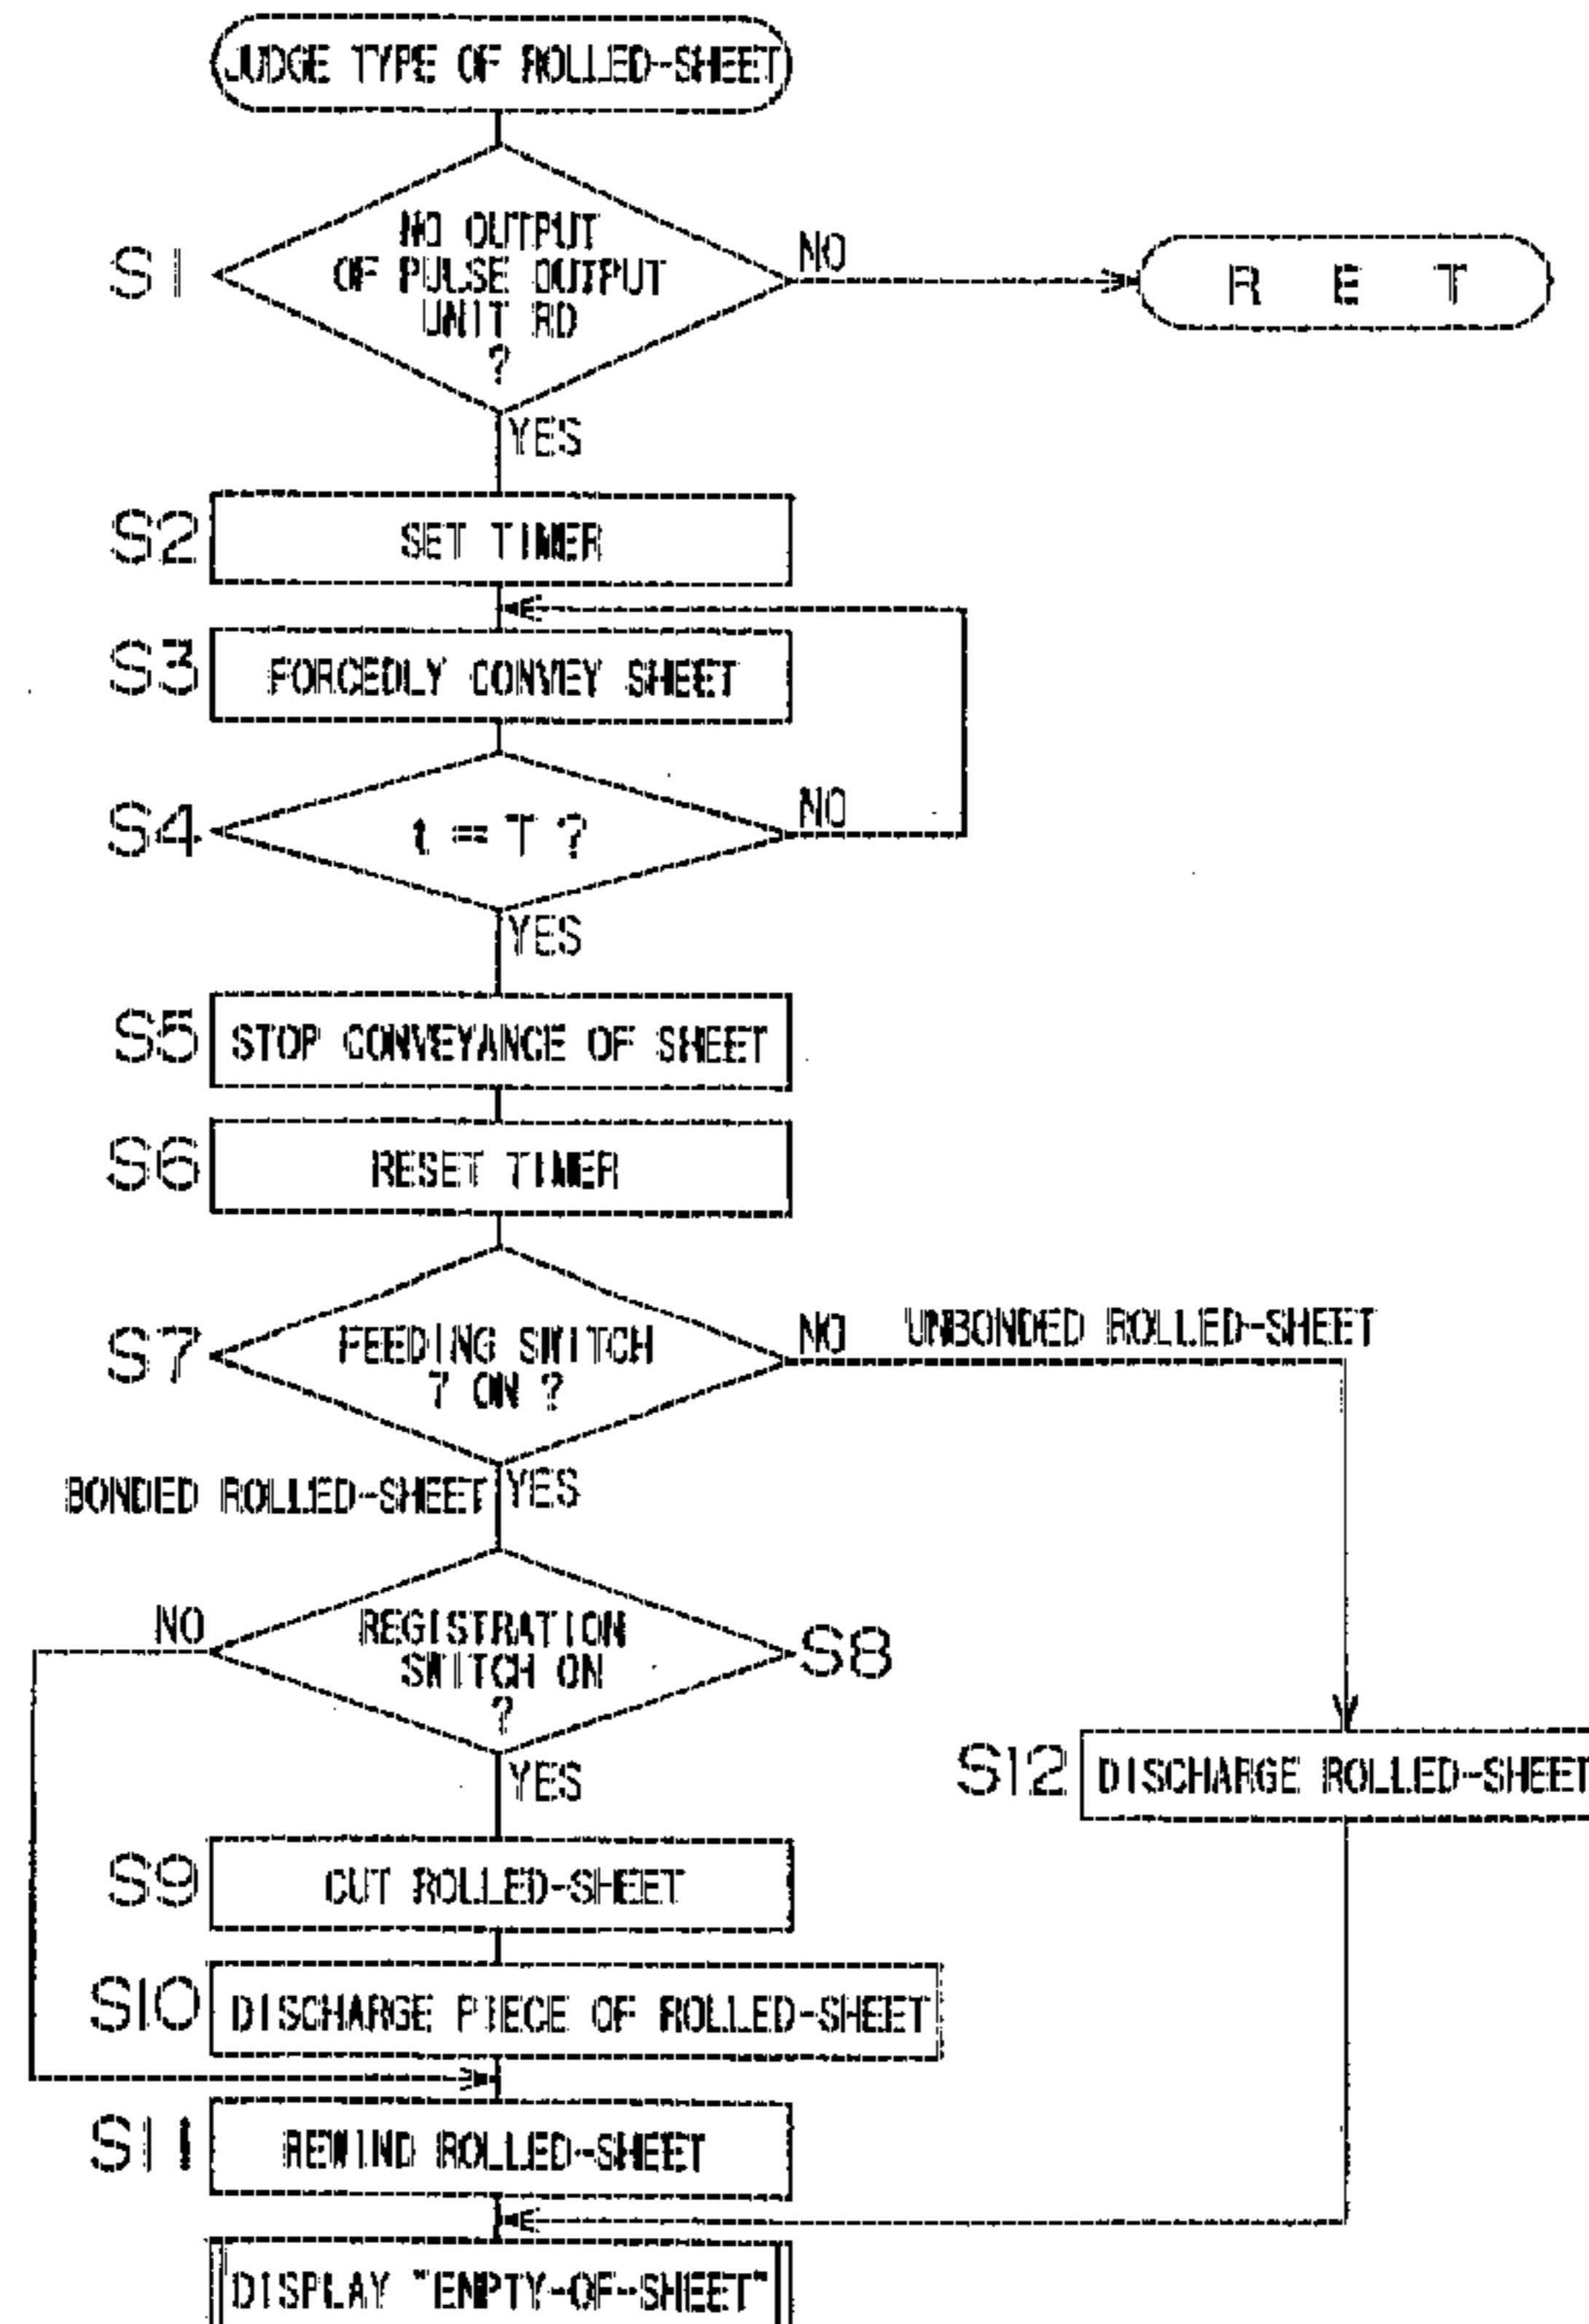 JUDGE TYPE OF ROLLED-SHEET
S1
NO OUTPUT
OF PULSE OUTPUT
UNIT RD
?
NO
RET
YES
S2
SET TIMER
S3
FORCEDLY CONVEY SHEET
S4
t = T ?
NO
YES
S5
STOP CONVEYANCE OF SHEET
S6
RESET TIMER
S7
FEEDING SWITCH
7 ON ?
NO
UNBONDED ROLLED-SHEET
BONDED ROLLED-SHEET
YES
NO
REGISTRATION
SWITCH ON
?
S8
YES
S12
DISCHARGE ROLLED-SHEET
S9
CUT ROLLED-SHEET
S10
DISCHARGE PIECE OF ROLLED-SHEET
S11
REWIND ROLLED-SHEET
DISPLAY "EMPTY-OF-SHEET"